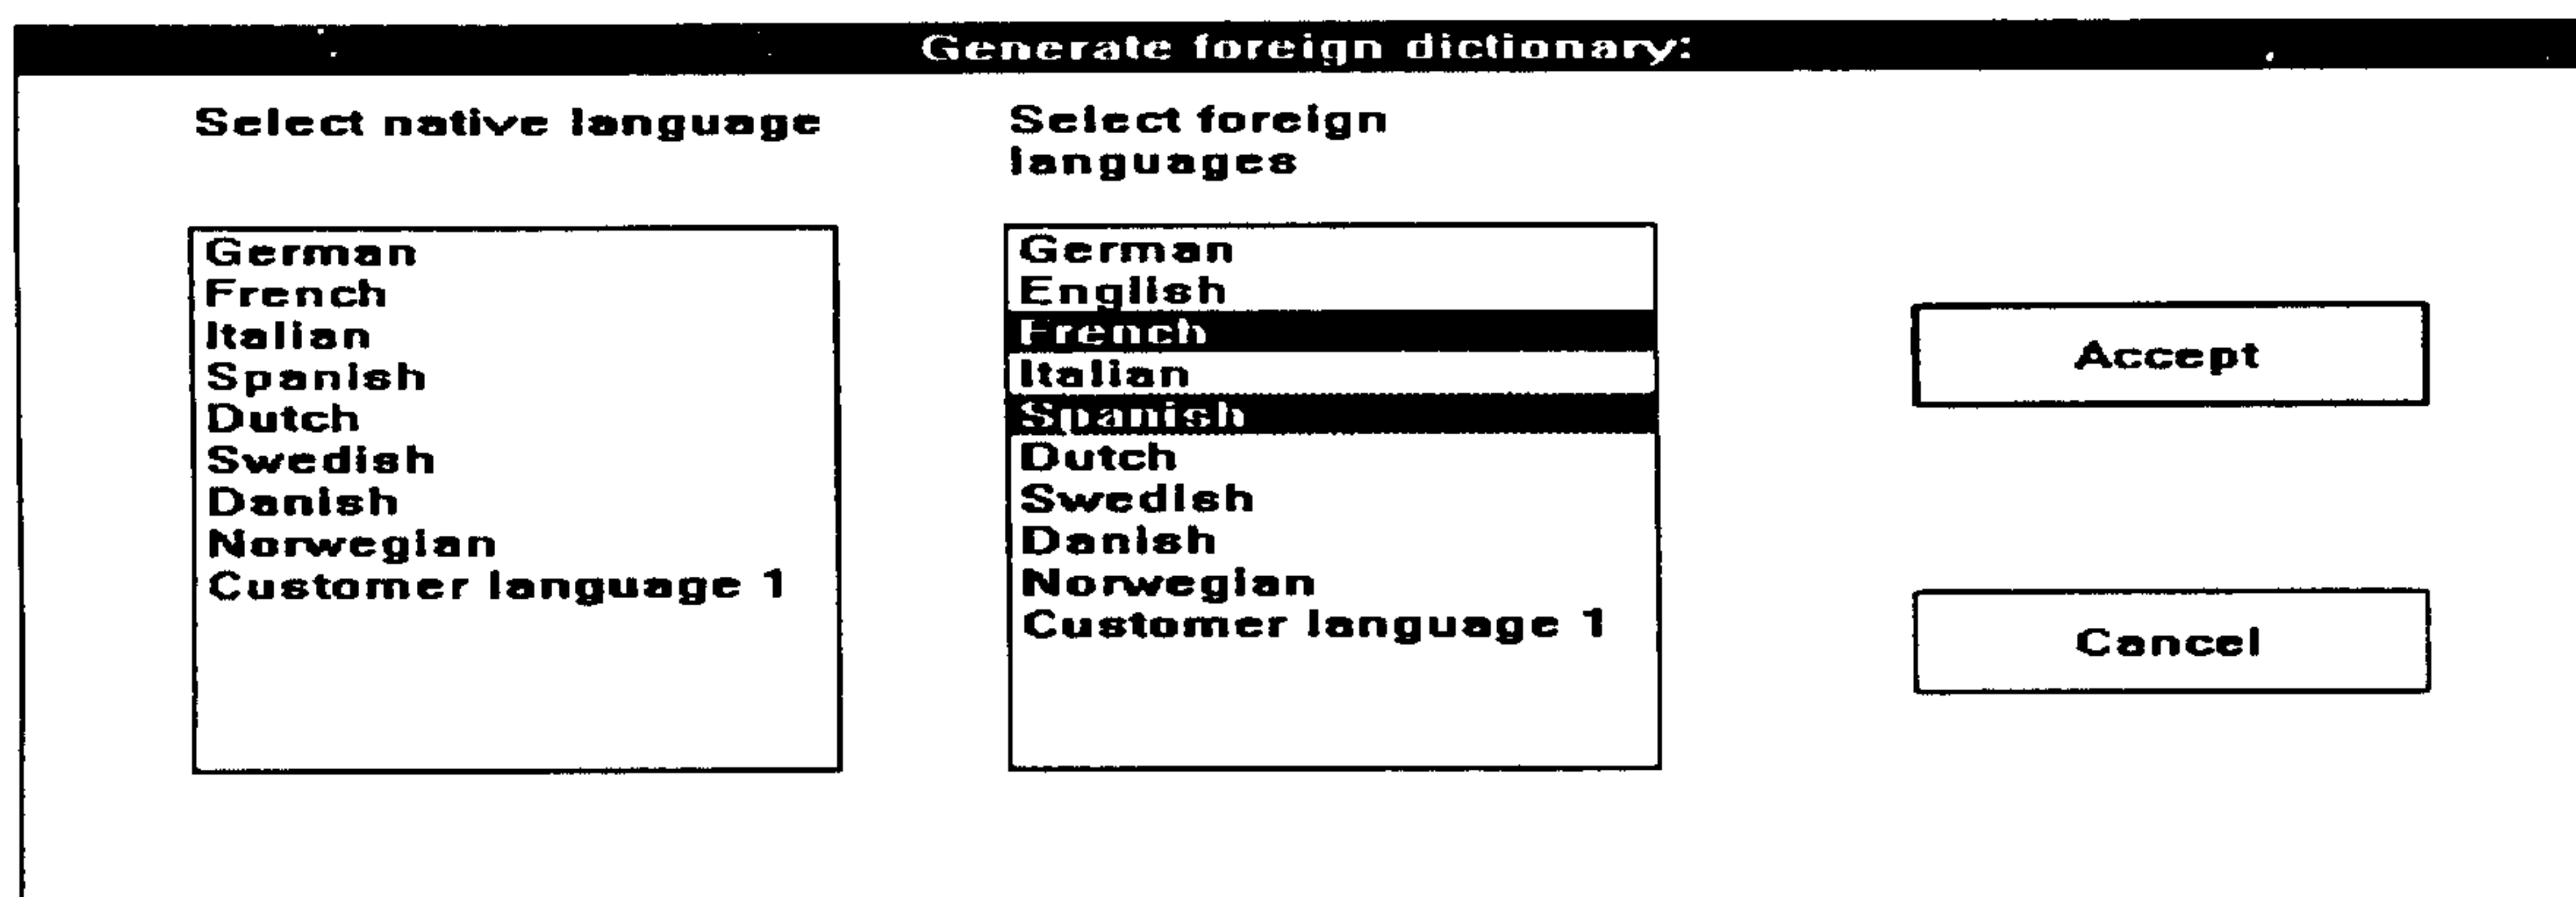 Generate foreign dictionary:
Select native language
German
French
Italian
Spanish
Dutch
Swedish
Danish
Norwegian
Customer language 1
Select foreign
languages
German
English
French
Italian
Spanish
Dutch
Swedish
Danish
Norwegian
Customer language 1
Accept
Cancel